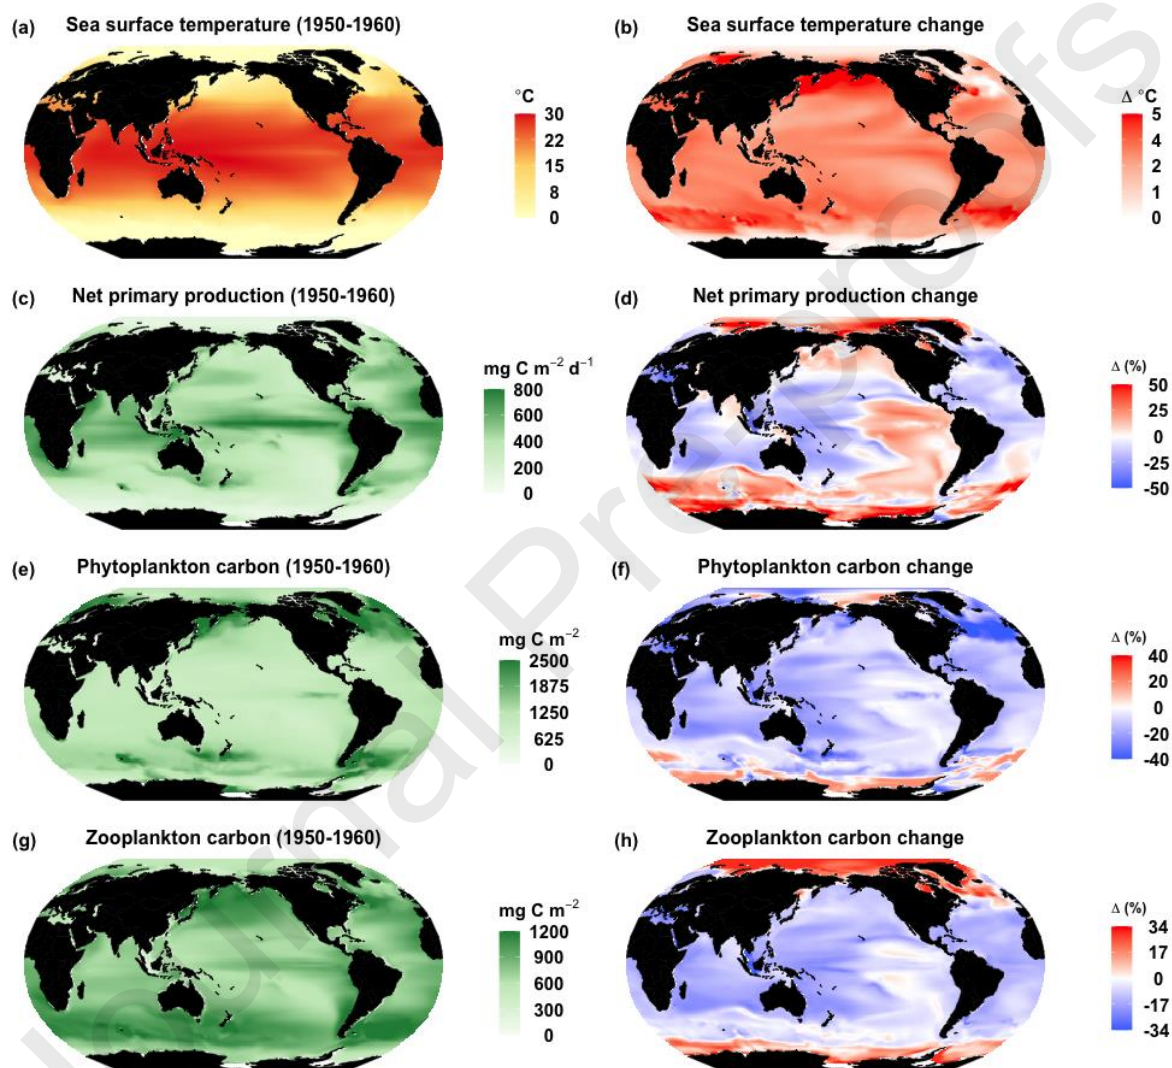 (a) Sea surface temperature (1950-1960)
(b) Sea surface temperature change
°C
30
22
15
8
0
Δ °C
5
4
2
1
0
(c) Net primary production (1950-1960)
(d) Net primary production change
mg C m⁻² d⁻¹
800
600
400
200
0
Δ (%)
50
25
0
-25
-50
(e) Phytoplankton carbon (1950-1960)
(f) Phytoplankton carbon change
mg C m⁻²
2500
1875
1250
625
0
Δ (%)
40
20
0
-20
-40
(g) Zooplankton carbon (1950-1960)
(h) Zooplankton carbon change
mg C m⁻²
1200
900
600
300
0
Δ (%)
34
17
0
-17
-34
Journal Pre-proofs